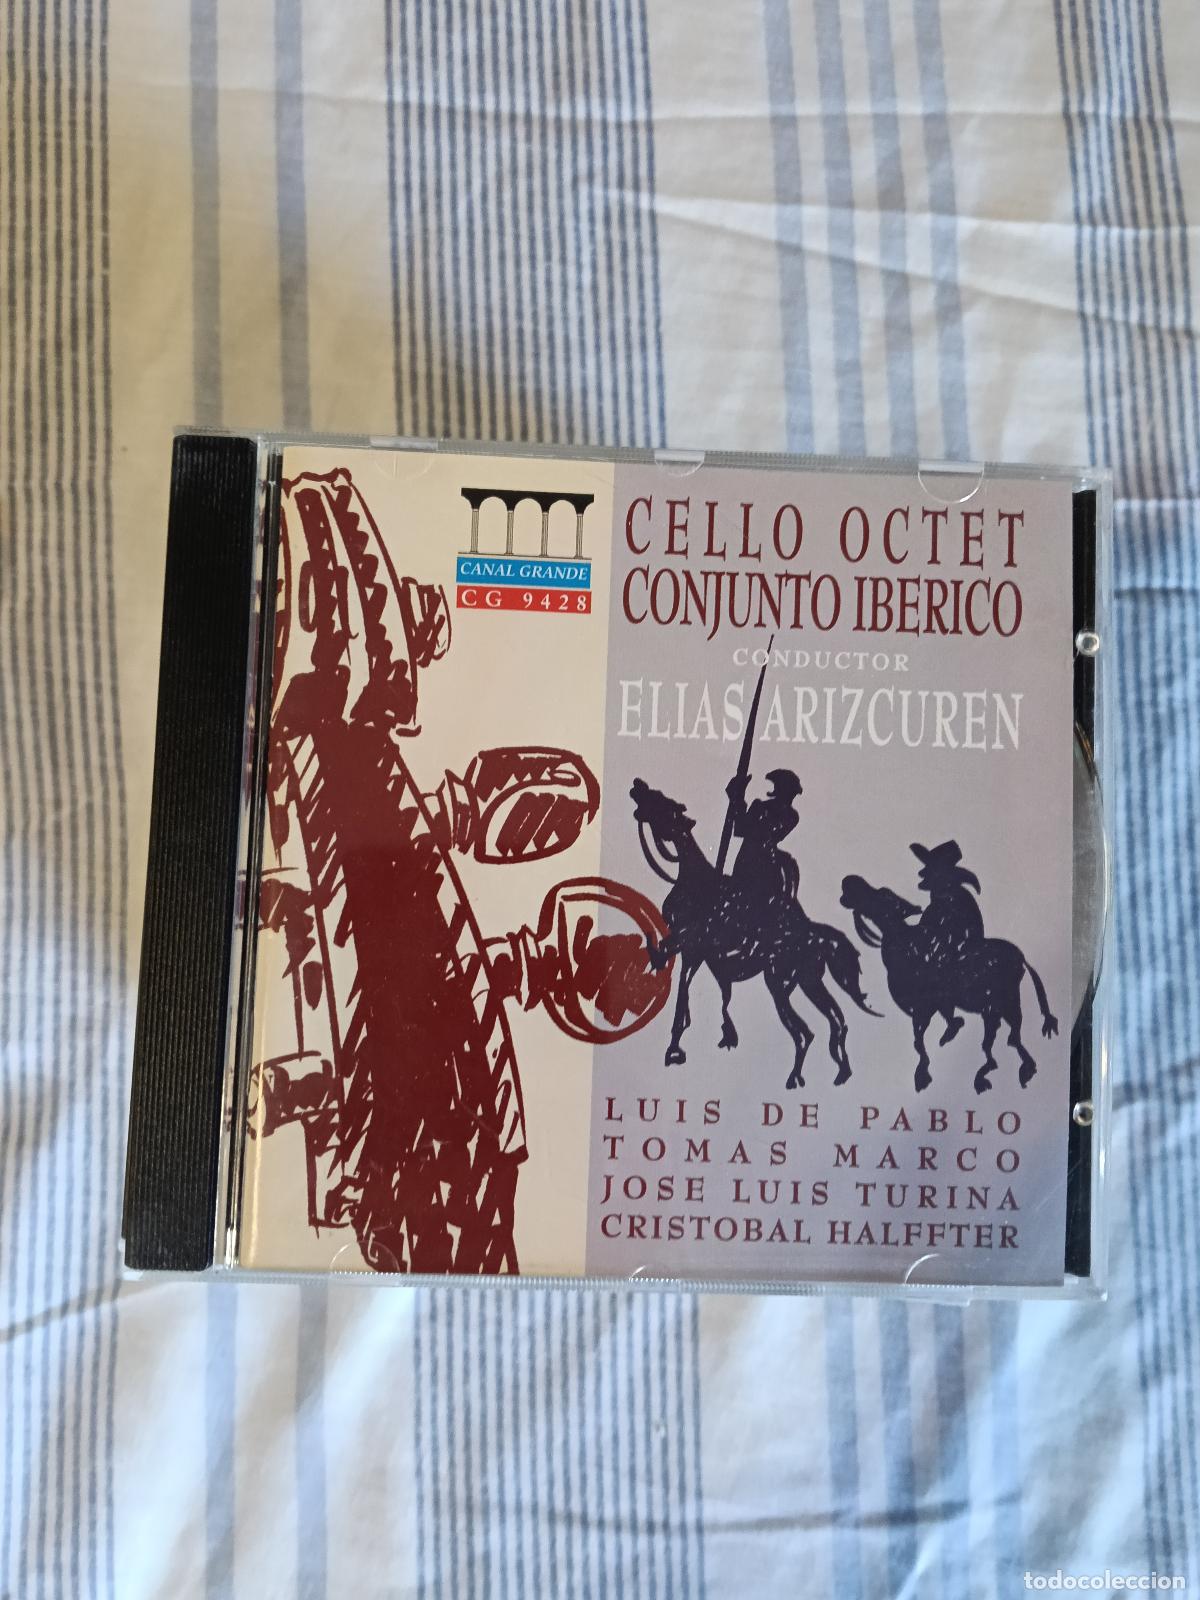 CANAL GRANDE
CG 9428
CELLO OCTET
CONJUNTO IBERICO
CONDUCTOR
ELIAS ARIZCUREN
LUIS DE PABLO
TOMAS MARCO
JOSE LUIS TURINA
CRISTOBAL HALFFTER
todocoleccion